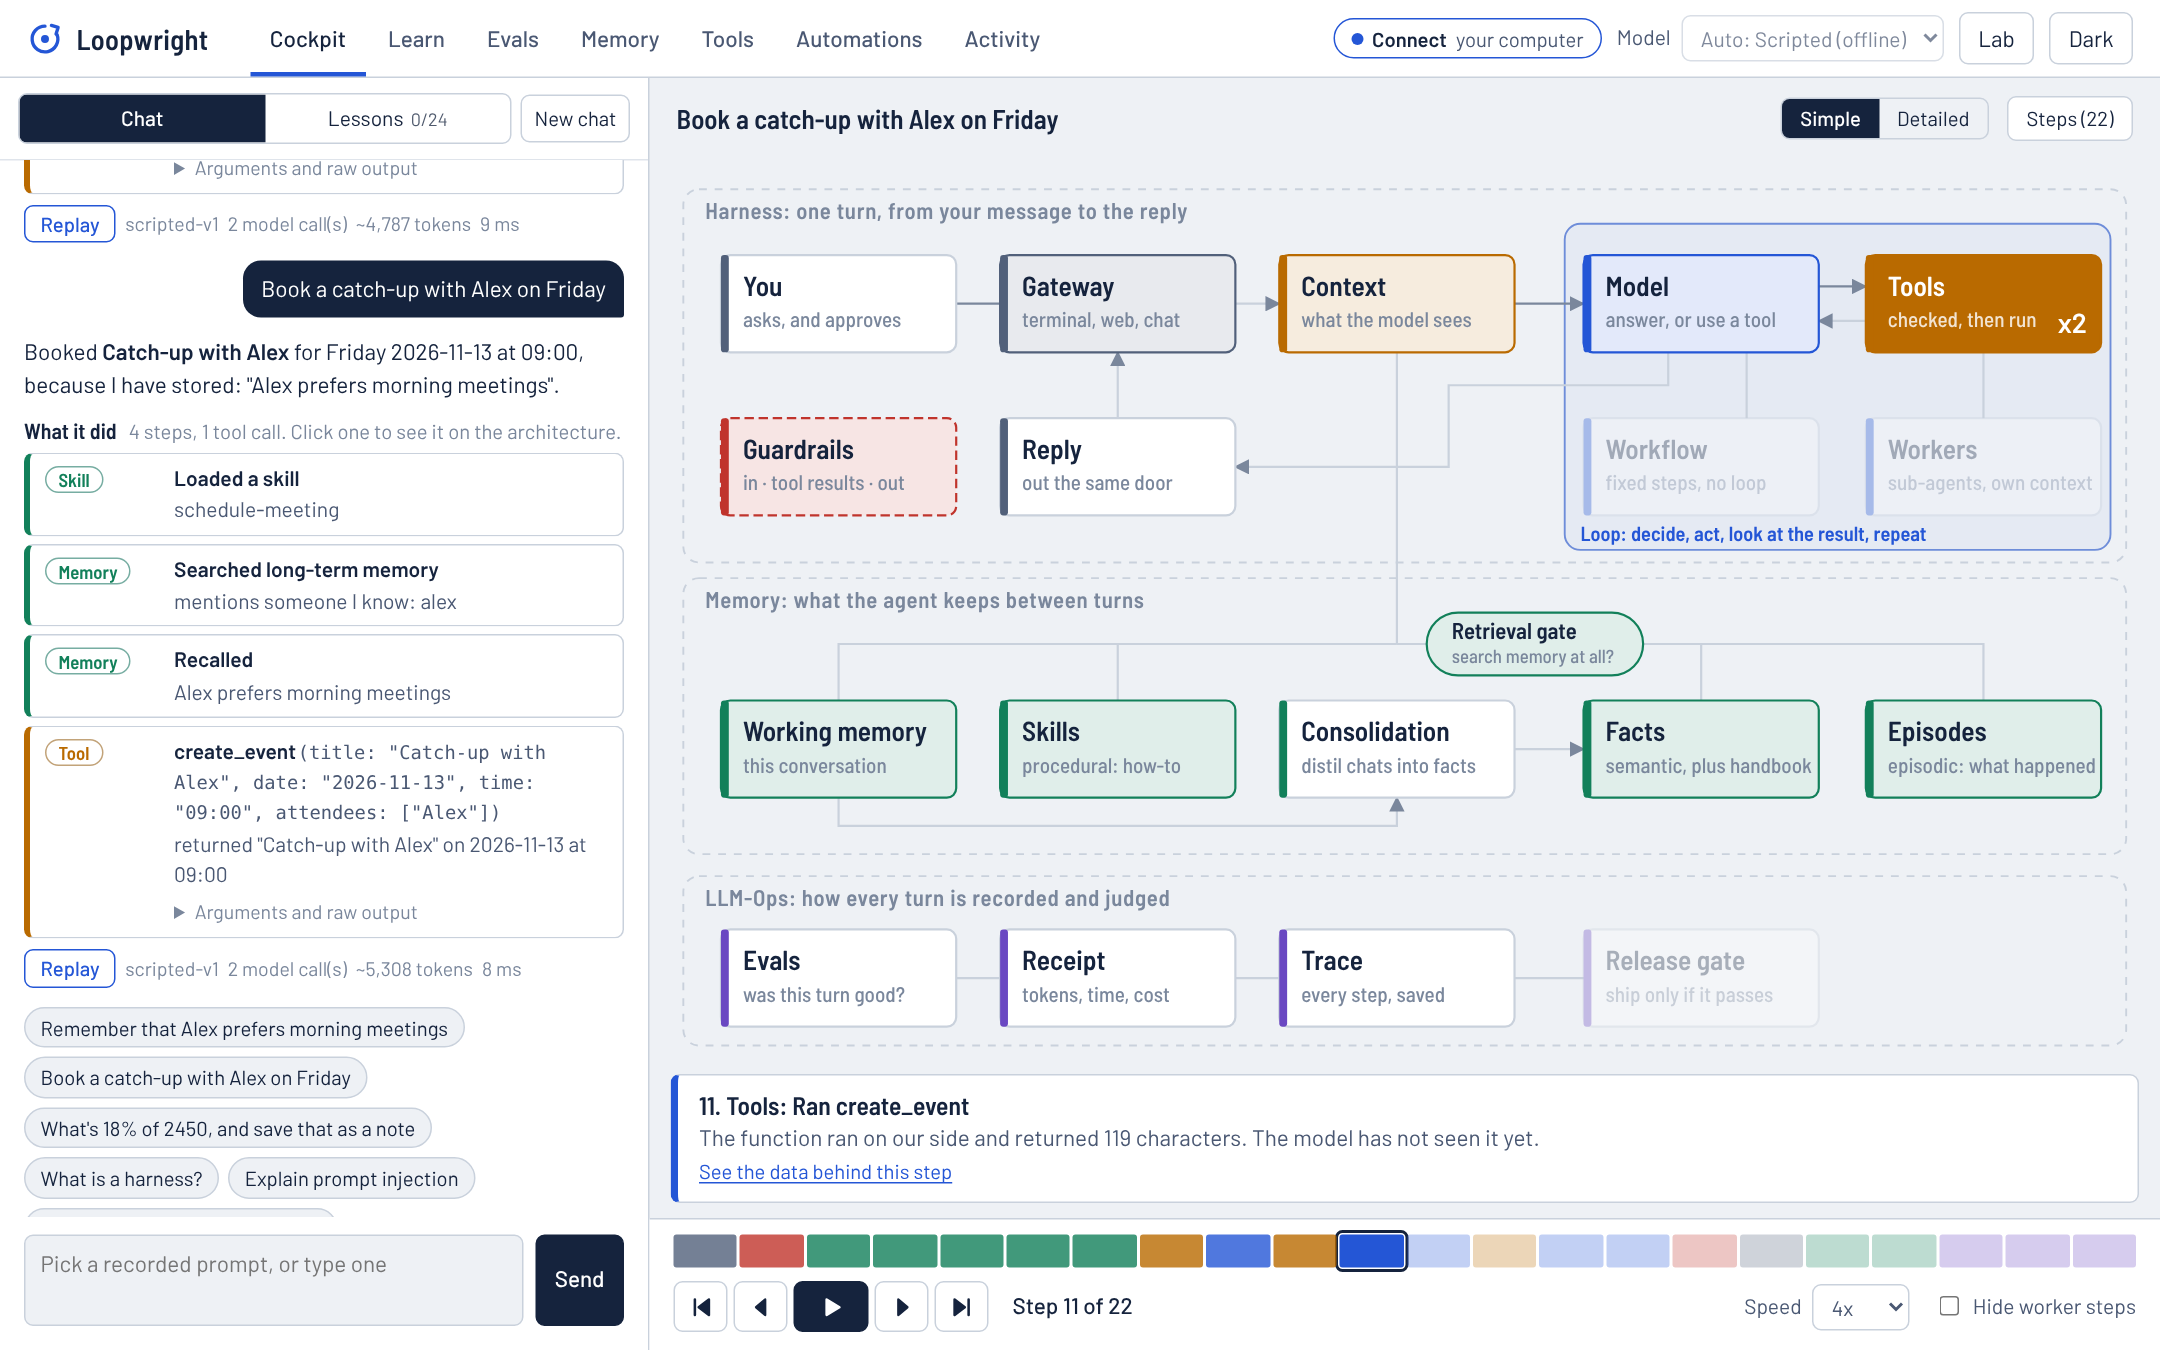 Loopwright
Cockpit Learn Evals Memory Tools Automations Activity
Connect your computer
Model
Auto: Scripted (offline)
Lab
Dark
Chat
Lessons 0/24
New chat
Arguments and raw output
Replay scripted-v1 2 model call(s) ~4,787 tokens 9 ms
Book a catch-up with Alex on Friday
Booked Catch-up with Alex for Friday 2026-11-13 at 09:00,
because I have stored: "Alex prefers morning meetings".
What it did 4 steps, 1 tool call. Click one to see it on the architecture.
Skill
Loaded a skill
schedule-meeting
Memory
Searched long-term memory
mentions someone I know: alex
Memory
Recalled
Alex prefers morning meetings
Tool
create_event(title: "Catch-up with
Alex", date: "2026-11-13", time:
"09:00", attendees: ["Alex"])
returned "Catch-up with Alex" on 2026-11-13 at
09:00
Arguments and raw output
Replay scripted-v1 2 model call(s) ~5,308 tokens 8 ms
Remember that Alex prefers morning meetings
Book a catch-up with Alex on Friday
What's 18% of 2450, and save that as a note
What is a harness?
Explain prompt injection
Pick a recorded prompt, or type one
Send
Book a catch-up with Alex on Friday
Simple
Detailed
Steps (22)
Harness: one turn, from your message to the reply
You
asks, and approves
Gateway
terminal, web, chat
Context
what the model sees
Model
answer, or use a tool
Tools
checked, then run
x2
Guardrails
in · tool results · out
Reply
out the same door
Workflow
fixed steps, no loop
Workers
sub-agents, own context
Loop: decide, act, look at the result, repeat
Memory: what the agent keeps between turns
Retrieval gate
search memory at all?
Working memory
this conversation
Skills
procedural: how-to
Consolidation
distil chats into facts
Facts
semantic, plus handbook
Episodes
episodic: what happened
LLM-Ops: how every turn is recorded and judged
Evals
was this turn good?
Receipt
tokens, time, cost
Trace
every step, saved
Release gate
ship only if it passes
11. Tools: Ran create_event
The function ran on our side and returned 119 characters. The model has not seen it yet.
See the data behind this step
Step 11 of 22
Speed
4x
Hide worker steps